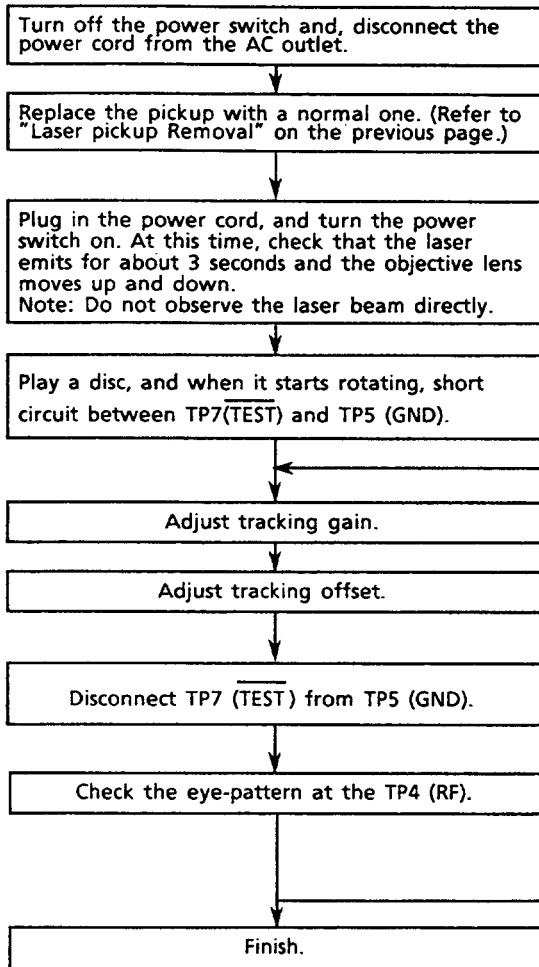 Turn off the power switch and, disconnect the
power cord from the AC outlet.
Replace the pickup with a normal one. (Refer to
"Laser pickup Removal" on the previous page.)
Plug in the power cord, and turn the power
switch on. At this time, check that the laser
emits for about 3 seconds and the objective lens
moves up and down.
Note: Do not observe the laser beam directly.
Play a disc, and when it starts rotating, short
circuit between TP7(T̅E̅S̅T̅) and TP5 (GND).
Adjust tracking gain.
Adjust tracking offset.
Disconnect TP7 (T̅E̅S̅T̅) from TP5 (GND).
Check the eye-pattern at the TP4 (RF).
Finish.